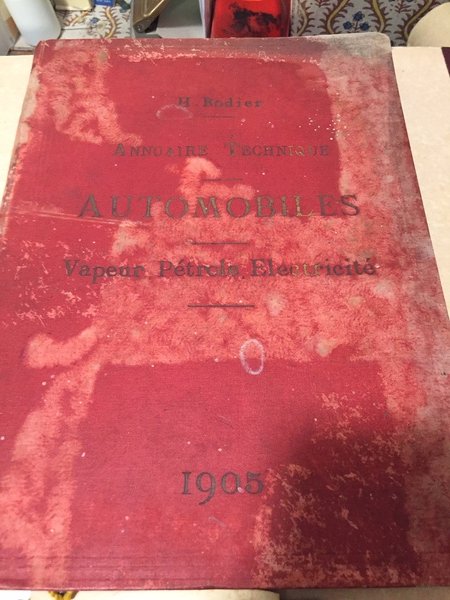 H. Rodier
ANNUAIRE TECHNIQUE
AUTOMOBILES
Vapeur, Pétrole, Electricité
1905